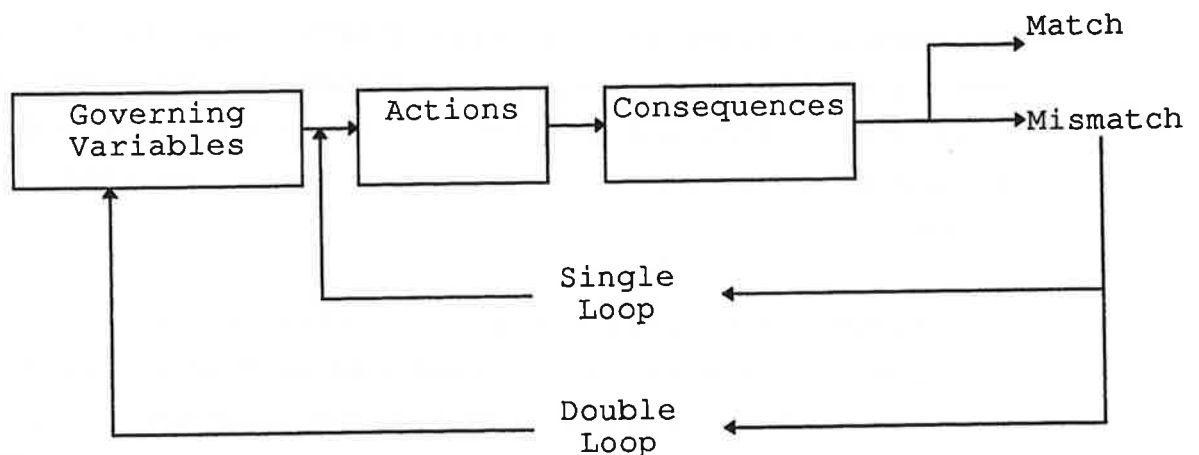 Match
Governing
Variables
Actions
Consequences
Mismatch
Single
Loop
Double
Loop